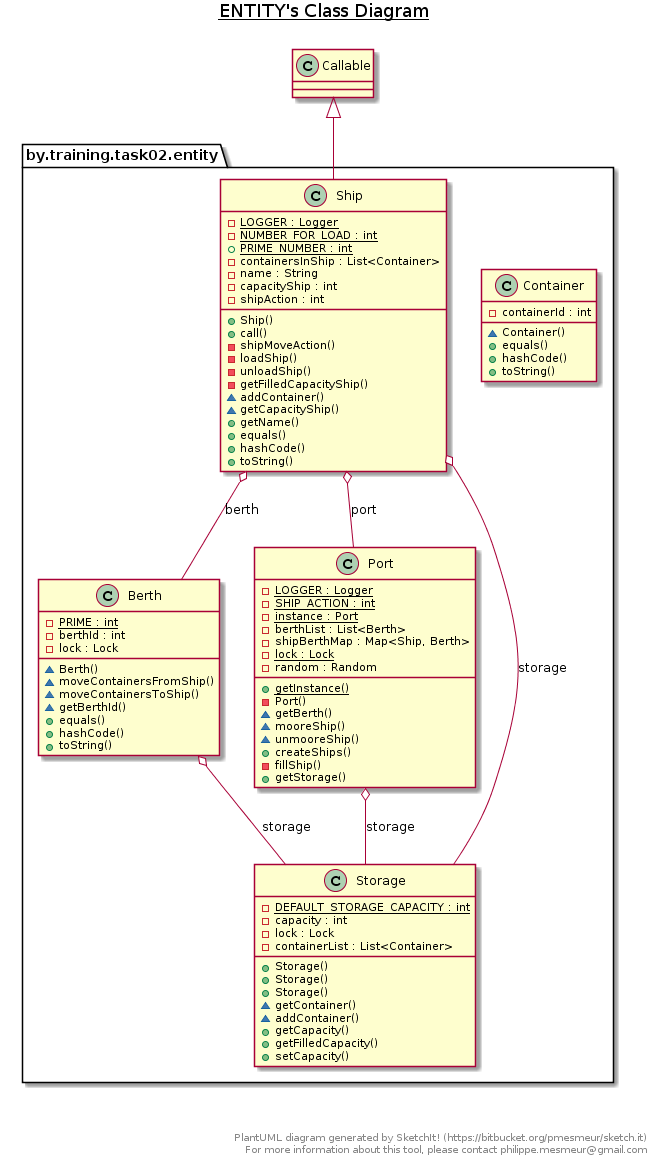 ENTITY's Class Diagram
C Callable
by.training.task02.entity
C Ship
LOGGER : Logger
NUMBER_FOR_LOAD : int
PRIME_NUMBER : int
containersInShip : List<Container>
name : String
capacityShip : int
shipAction : int
Ship()
call()
shipMoveAction()
loadShip()
unloadShip()
getFilledCapacityShip()
addContainer()
getCapacityShip()
getName()
equals()
hashCode()
toString()
C Container
containerId : int
Container()
equals()
hashCode()
toString()
berth
port
storage
C Berth
PRIME : int
berthId : int
lock : Lock
Berth()
moveContainersFromShip()
moveContainersToShip()
getBerthId()
equals()
hashCode()
toString()
C Port
LOGGER : Logger
SHIP_ACTION : int
instance : Port
berthList : List<Berth>
shipBerthMap : Map<Ship, Berth>
lock : Lock
random : Random
getInstance()
Port()
getBerth()
mooreShip()
unmooreShip()
createShips()
fillShip()
getStorage()
storage
storage
C Storage
DEFAULT_STORAGE_CAPACITY : int
capacity : int
lock : Lock
containerList : List<Container>
Storage()
Storage()
Storage()
getContainer()
addContainer()
getCapacity()
getFilledCapacity()
setCapacity()
PlantUML diagram generated by SketchIt! (https://bitbucket.org/pmesmeur/sketch.it)
For more information about this tool, please contact philippe.mesmeur@gmail.com